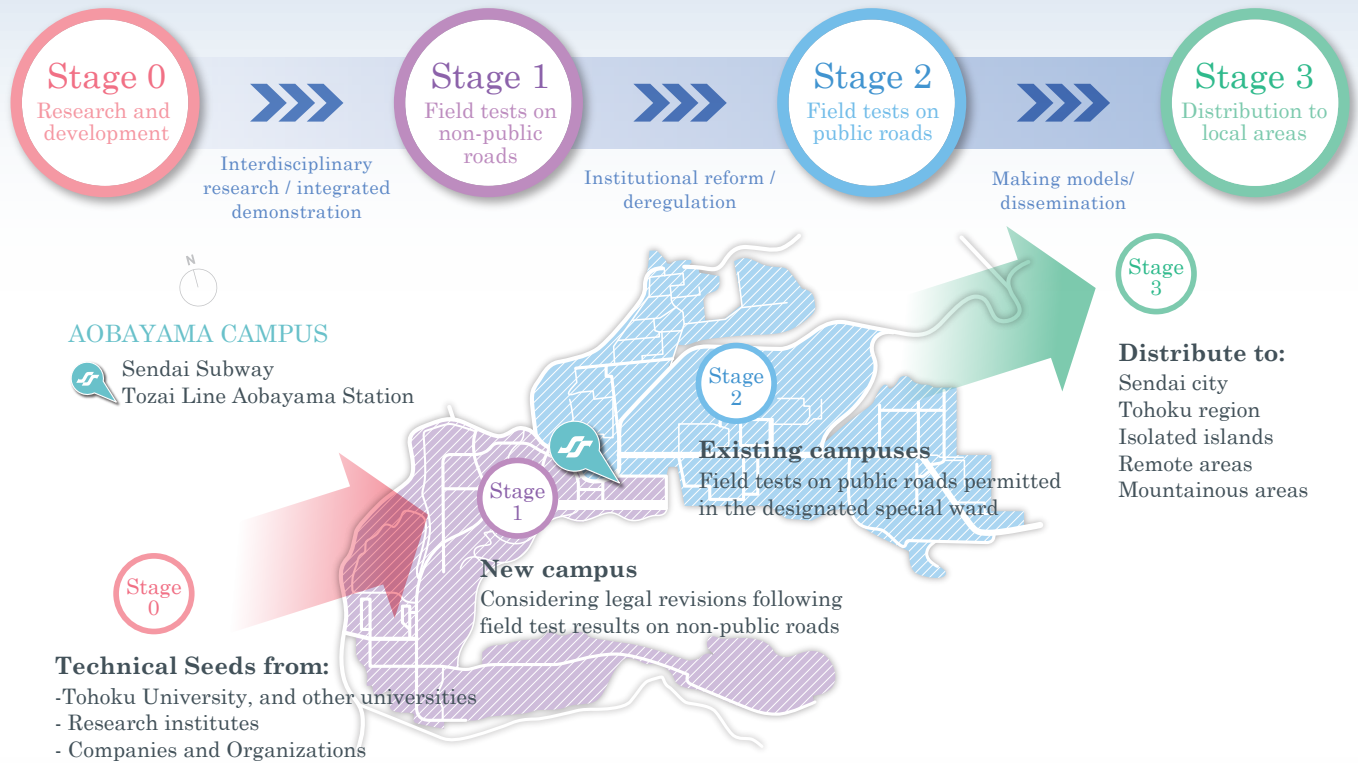 Stage 0
Research and
development
Interdisciplinary
research / integrated
demonstration
Stage 1
Field tests on
non-public
roads
Institutional reform /
deregulation
Stage 2
Field tests on
public roads
Making models/
dissemination
Stage 3
Distribution to
local areas
N
AOBAYAMA CAMPUS
Sendai Subway
Tozai Line Aobayama Station
Stage
0
Technical Seeds from:
-Tohoku University, and other universities
- Research institutes
- Companies and Organizations
Stage
1
New campus
Considering legal revisions following
field test results on non-public roads
Stage
2
Existing campuses
Field tests on public roads permitted
in the designated special ward
Stage
3
Distribute to:
Sendai city
Tohoku region
Isolated islands
Remote areas
Mountainous areas